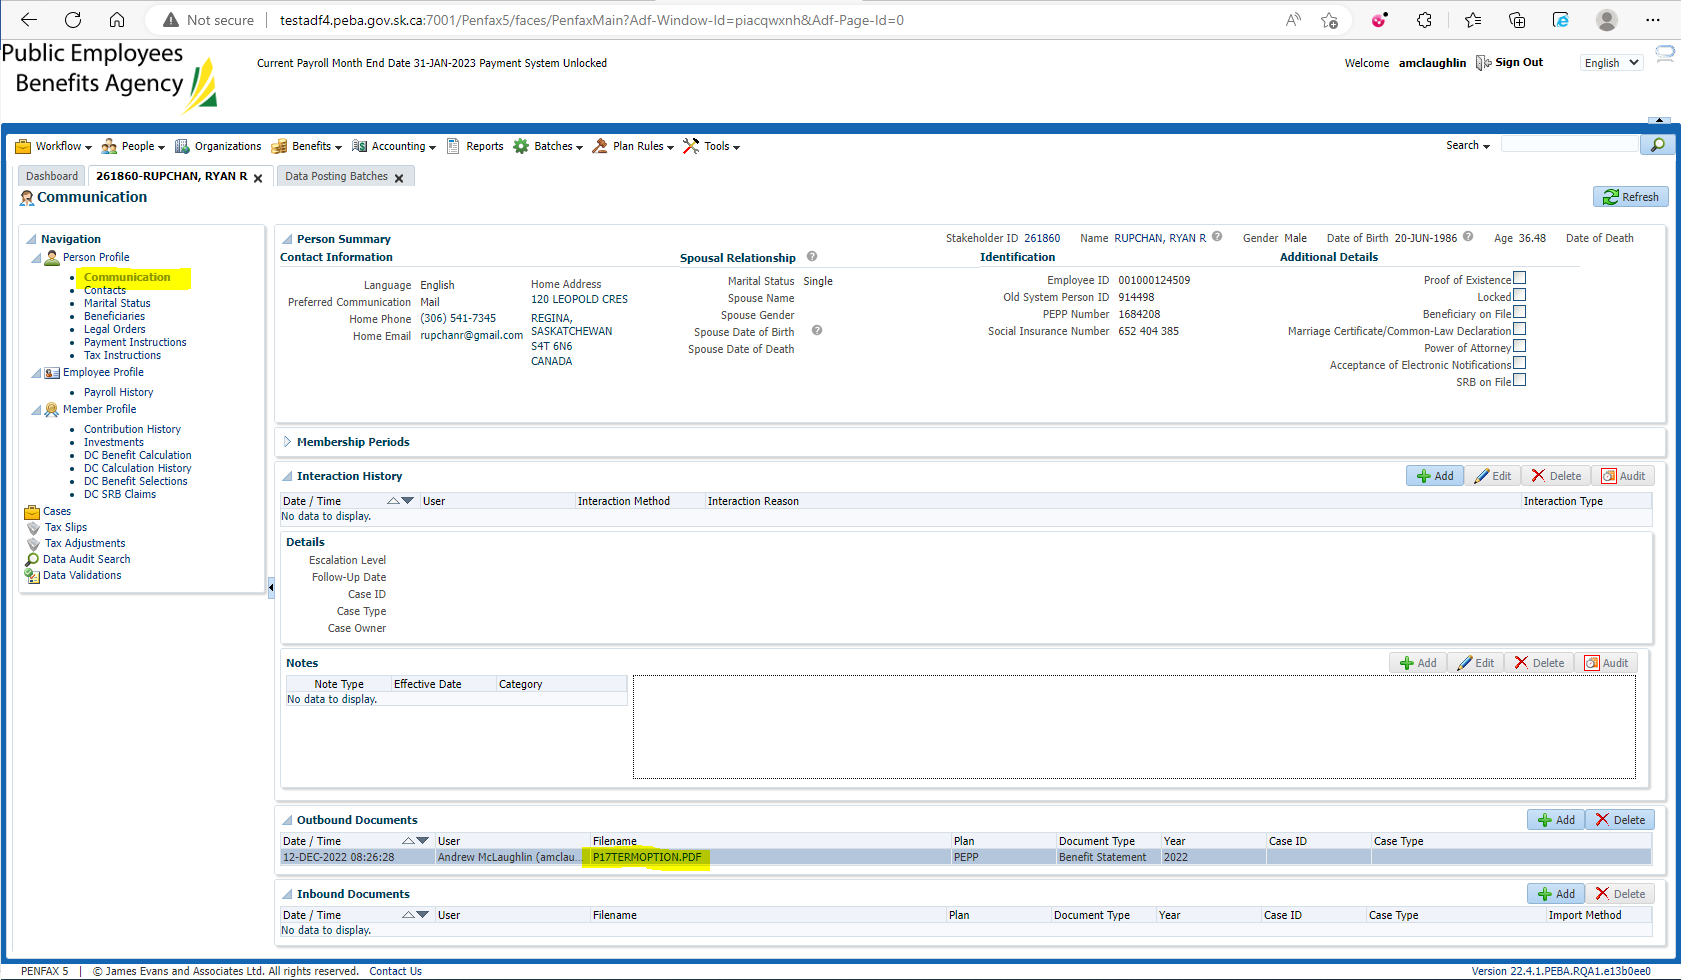 Not secure | testadf4.peba.gov.sk.ca:7001/Penfax5/faces/PenfaxMain?Adf-Window-Id=piacqwxnh&Adf-Page-Id=0
Public Employees
Benefits Agency
Current Payroll Month End Date 31-JAN-2023 Payment System Unlocked
Welcome amclaughlin Sign Out English
Workflow People Organizations Benefits Accounting Reports Batches Plan Rules Tools Search
Dashboard 261860-RUPCHAN, RYAN R Data Posting Batches
Communication
Refresh
Navigation
Person Profile
Communication
Contacts
Marital Status
Beneficiaries
Legal Orders
Payment Instructions
Tax Instructions
Employee Profile
Payroll History
Member Profile
Contribution History
Investments
DC Benefit Calculation
DC Calculation History
DC Benefit Selections
DC SRB Claims
Cases
Tax Slips
Tax Adjustments
Data Audit Search
Data Validations
Person Summary
Stakeholder ID 261860 Name RUPCHAN, RYAN R Gender Male Date of Birth 20-JUN-1986 Age 36.48 Date of Death
Contact Information
Language English
Preferred Communication Mail
Home Phone (306) 541-7345
Home Email rupchanr@gmail.com
Home Address
120 LEOPOLD CRES
REGINA,
SASKATCHEWAN
S4T 6N6
CANADA
Spousal Relationship
Marital Status Single
Spouse Name
Spouse Gender
Spouse Date of Birth
Spouse Date of Death
Identification
Employee ID 001000124509
Old System Person ID 914498
PEPP Number 1684208
Social Insurance Number 652 404 385
Additional Details
Proof of Existence
Locked
Beneficiary on File
Marriage Certificate/Common-Law Declaration
Power of Attorney
Acceptance of Electronic Notifications
SRB on File
Membership Periods
Interaction History
Add Edit Delete Audit
Date / Time User Interaction Method Interaction Reason Interaction Type
No data to display.
Details
Escalation Level
Follow-Up Date
Case ID
Case Type
Case Owner
Notes
Add Edit Delete Audit
Note Type Effective Date Category
No data to display.
Outbound Documents
Add Delete
Date / Time User Filename Plan Document Type Year Case ID Case Type
12-DEC-2022 08:26:28 Andrew McLaughlin (amclau... P17TERMOPTION.PDF PEPP Benefit Statement 2022
Inbound Documents
Add Delete
Date / Time User Filename Plan Document Type Year Case ID Case Type Import Method
No data to display.
PENFAX 5 | © James Evans and Associates Ltd. All rights reserved. Contact Us
Version 22.4.1.PEBA.RQA1.e13b0ee0